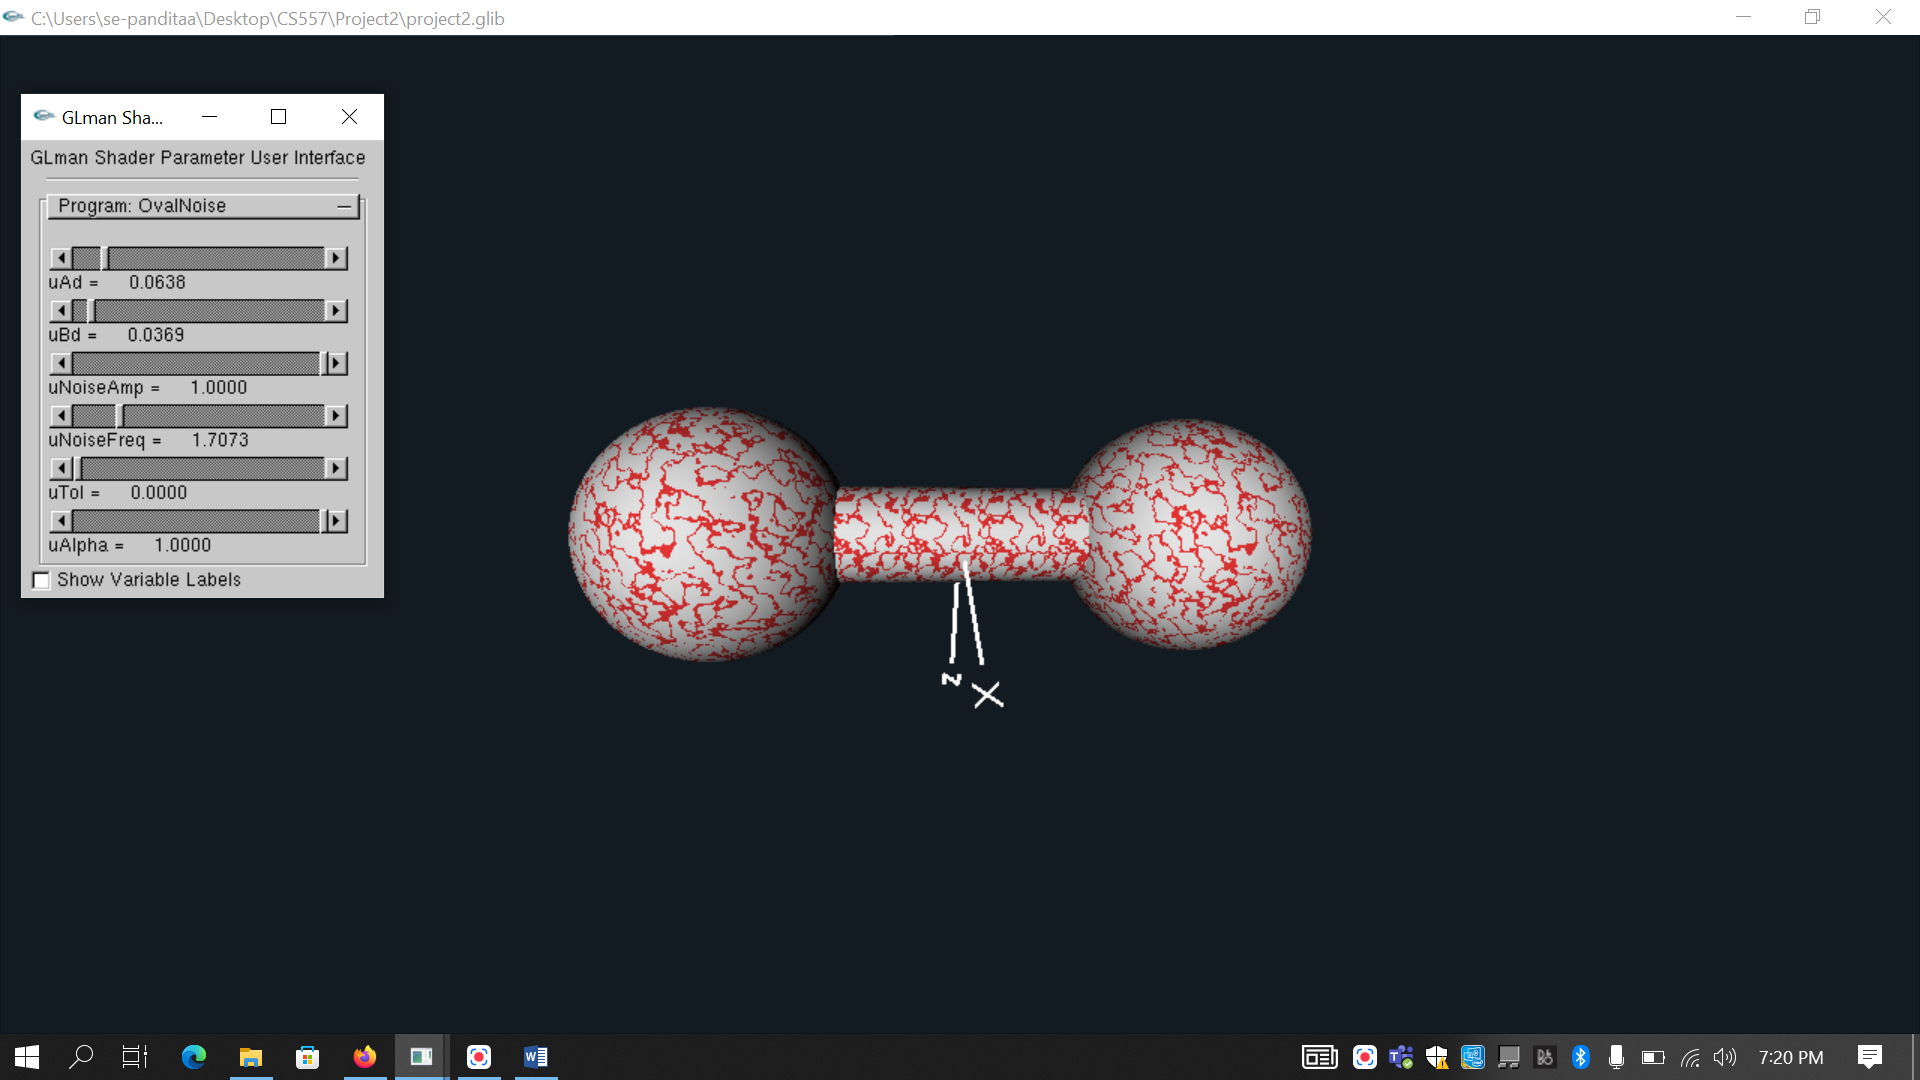 C:\Users\se-panditaa\Desktop\CS557\Project2\project2.glib
GLman Sha...
GLman Shader Parameter User Interface
Program: OvalNoise
uAd = 0.0638
uBd = 0.0369
uNoiseAmp = 1.0000
uNoiseFreq = 1.7073
uTol = 0.0000
uAlpha = 1.0000
Show Variable Labels
Z
X
7:20 PM